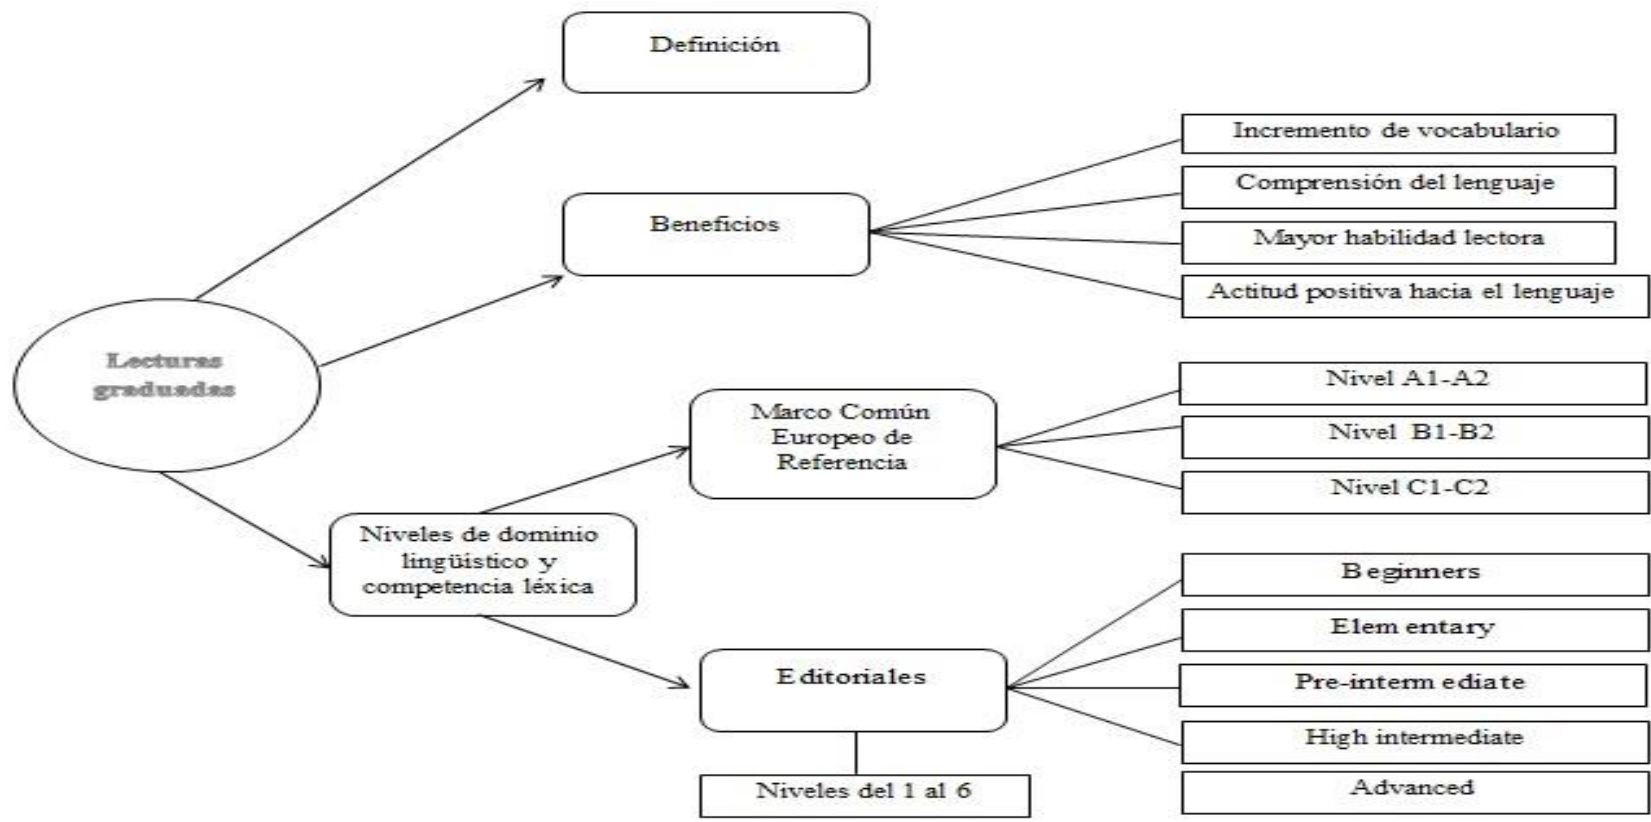 Definición
Beneficios
Incremento de vocabulario
Comprensión del lenguaje
Mayor habilidad lectora
Actitud positiva hacia el lenguaje
Lecturas
graduadas
Marco Común
Europeo de
Referencia
Nivel A1-A2
Nivel B1-B2
Nivel C1-C2
Niveles de dominio
lingüistico y
competencia léxica
Editoriales
Beginners
Elementary
Pre-intermediate
High intermediate
Advanced
Niveles del 1 al 6